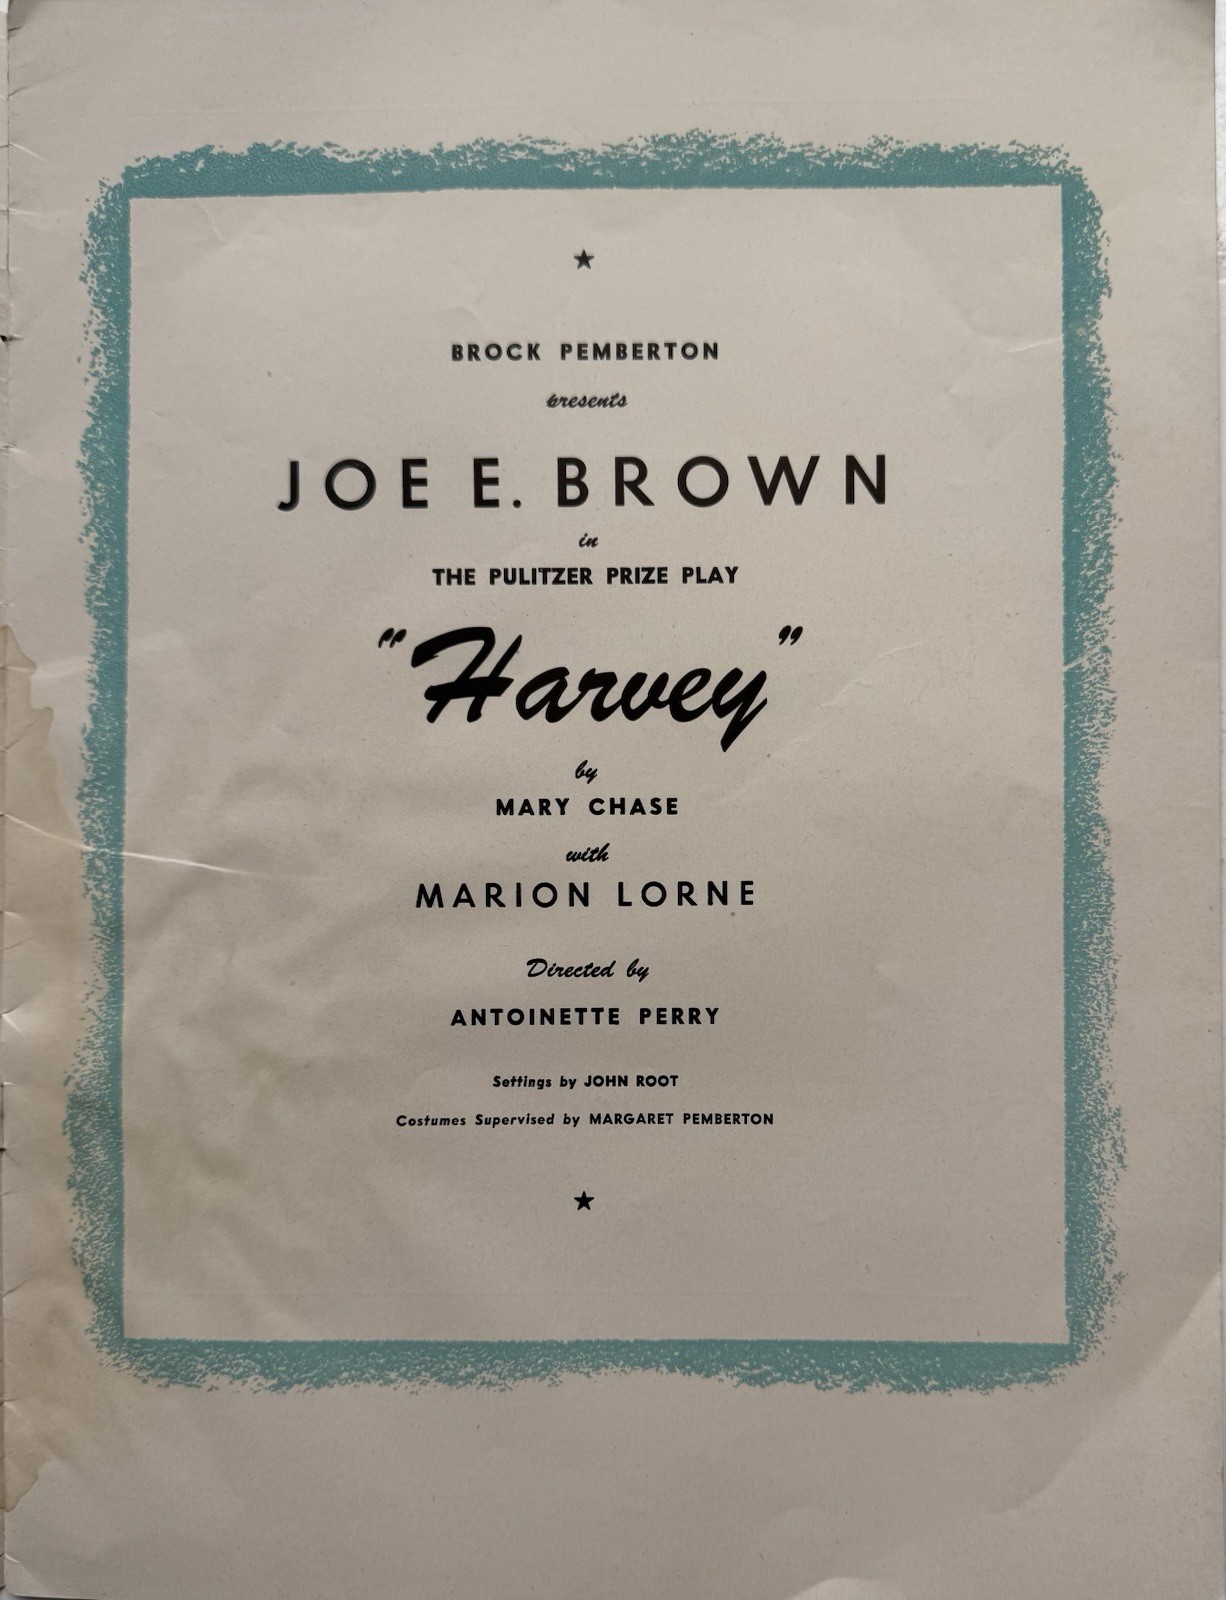 BROCK PEMBERTON
presents
JOE E. BROWN
in
THE PULITZER PRIZE PLAY
"Harvey"
by
MARY CHASE
with
MARION LORNE
Directed by
ANTOINETTE PERRY
Settings by JOHN ROOT
Costumes Supervised by MARGARET PEMBERTON